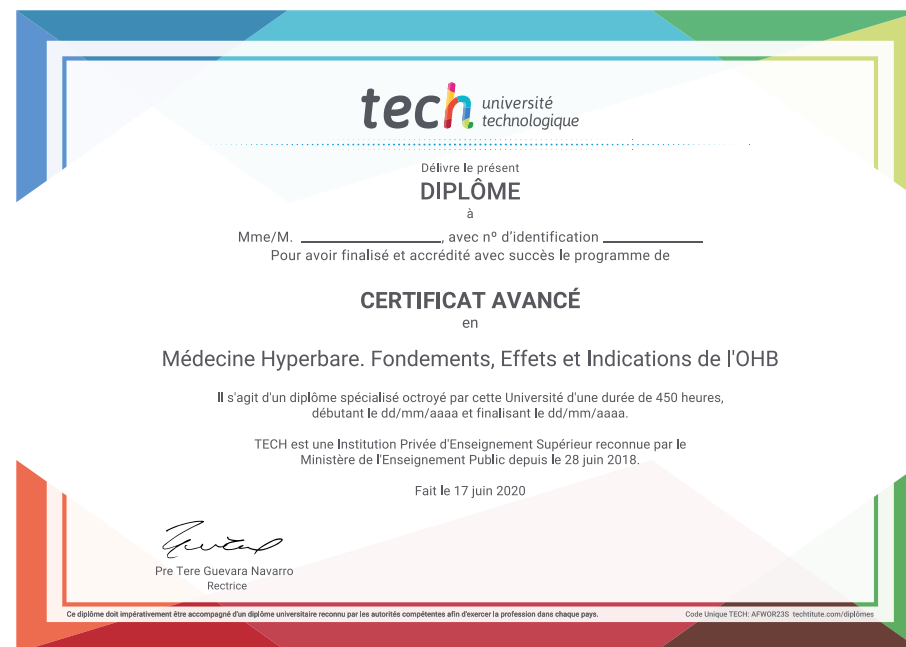 tech université
technologique
Délivre le présent
DIPLÔME
à
Mme/M. ____________________, avec nº d'identification ______________
Pour avoir finalisé et accrédité avec succès le programme de
CERTIFICAT AVANCÉ
en
Médecine Hyperbare. Fondements, Effets et Indications de l'OHB
Il s'agit d'un diplôme spécialisé octroyé par cette Université d'une durée de 450 heures,
débutant le dd/mm/aaaa et finalisant le dd/mm/aaaa.
TECH est une Institution Privée d'Enseignement Supérieur reconnue par le
Ministère de l'Enseignement Public depuis le 28 juin 2018.
Fait le 17 juin 2020
Pre Tere Guevara Navarro
Rectrice
Ce diplôme doit impérativement être accompagné d'un diplôme universitaire reconnu par les autorités compétentes afin d'exercer la profession dans chaque pays.
Code Unique TECH: AFWOR23S techtitute.com/diplômes